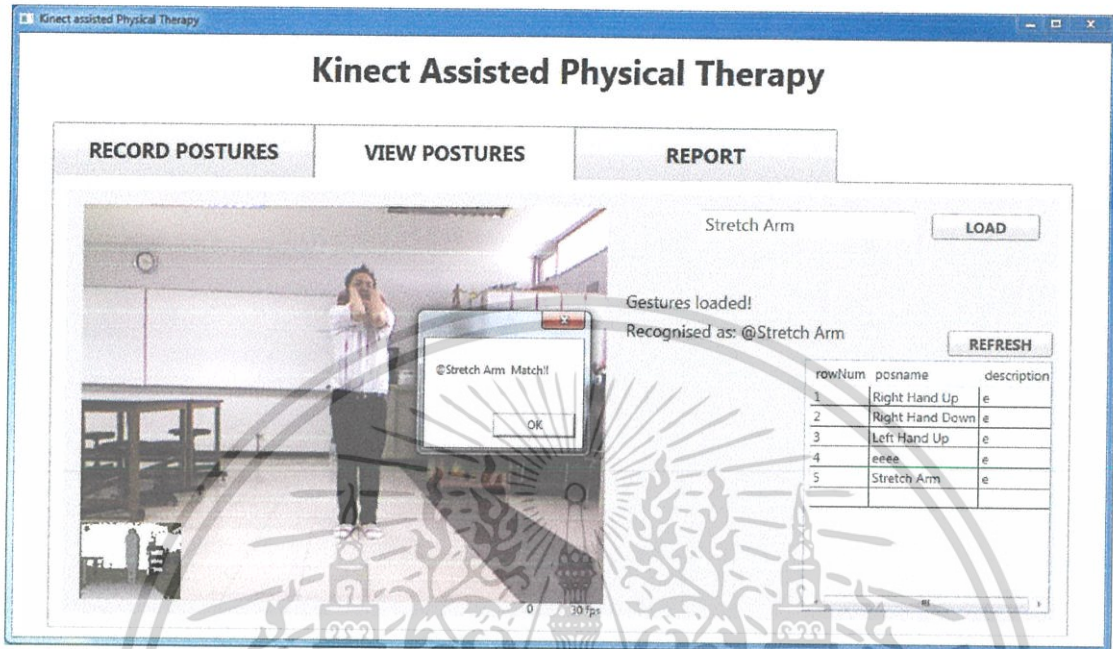 Kinect assisted Physical Therapy
Kinect Assisted Physical Therapy
RECORD POSTURES
VIEW POSTURES
REPORT
Stretch Arm
LOAD
Gestures loaded!
Recognised as: @Stretch Arm
REFRESH
@Stretch Arm Match!!
OK
rowNum posname description
1 Right Hand Up e
2 Right Hand Down e
3 Left Hand Up e
4 eeee e
5 Stretch Arm e
0 30 fps